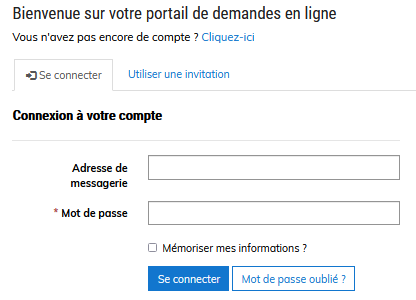 Bienvenue sur votre portail de demandes en ligne
Vous n'avez pas encore de compte ? Cliquez-ici
Se connecter
Utiliser une invitation
Connexion à votre compte
Adresse de
messagerie
* Mot de passe
Mémoriser mes informations ?
Se connecter
Mot de passe oublié ?